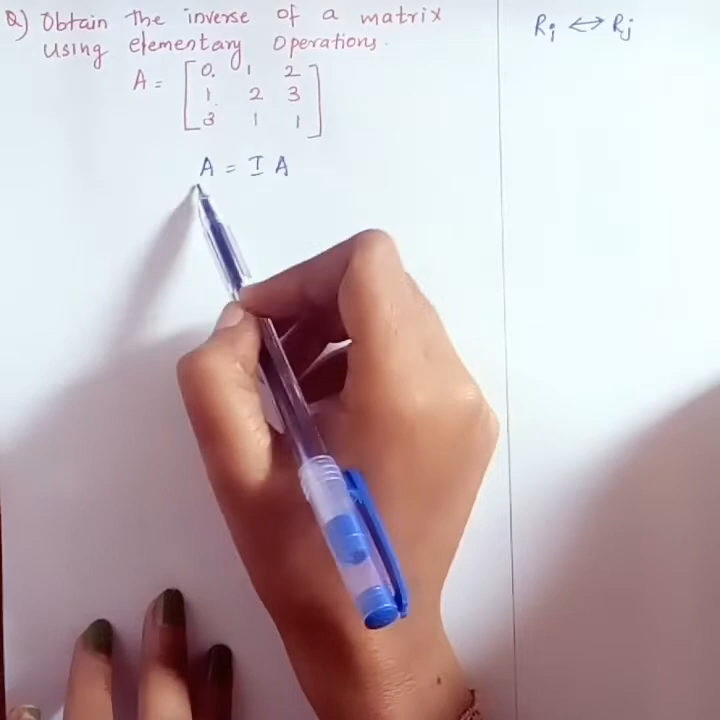 Q) Obtain the inverse of a matrix
using elementary Operations.
A = [0. 1 2
1. 2 3
3 1 1]
A = I A
Ri ↔ Rj